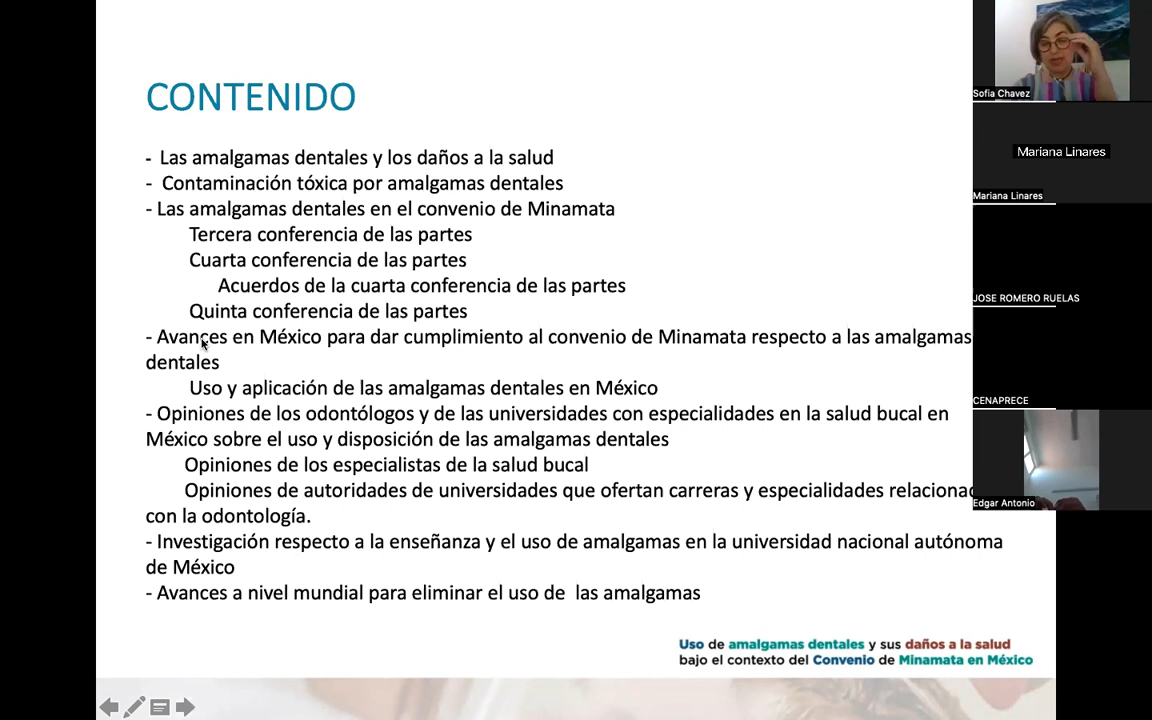 CONTENIDO
- Las amalgamas dentales y los daños a la salud
- Contaminación tóxica por amalgamas dentales
- Las amalgamas dentales en el convenio de Minamata
Tercera conferencia de las partes
Cuarta conferencia de las partes
Acuerdos de la cuarta conferencia de las partes
Quinta conferencia de las partes
- Avances en México para dar cumplimiento al convenio de Minamata respecto a las amalgamas
dentales
Uso y aplicación de las amalgamas dentales en México
- Opiniones de los odontólogos y de las universidades con especialidades en la salud bucal en
México sobre el uso y disposición de las amalgamas dentales
Opiniones de los especialistas de la salud bucal
Opiniones de autoridades de universidades que ofertan carreras y especialidades relacionad
con la odontología.
- Investigación respecto a la enseñanza y el uso de amalgamas en la universidad nacional autónoma
de México
- Avances a nivel mundial para eliminar el uso de las amalgamas
Uso de amalgamas dentales y sus daños a la salud
bajo el contexto del Convenio de Minamata en México
Sofia Chavez
Mariana Linares
Mariana Linares
JOSE ROMERO RUELAS
CENAPRECE
Edgar Antonio